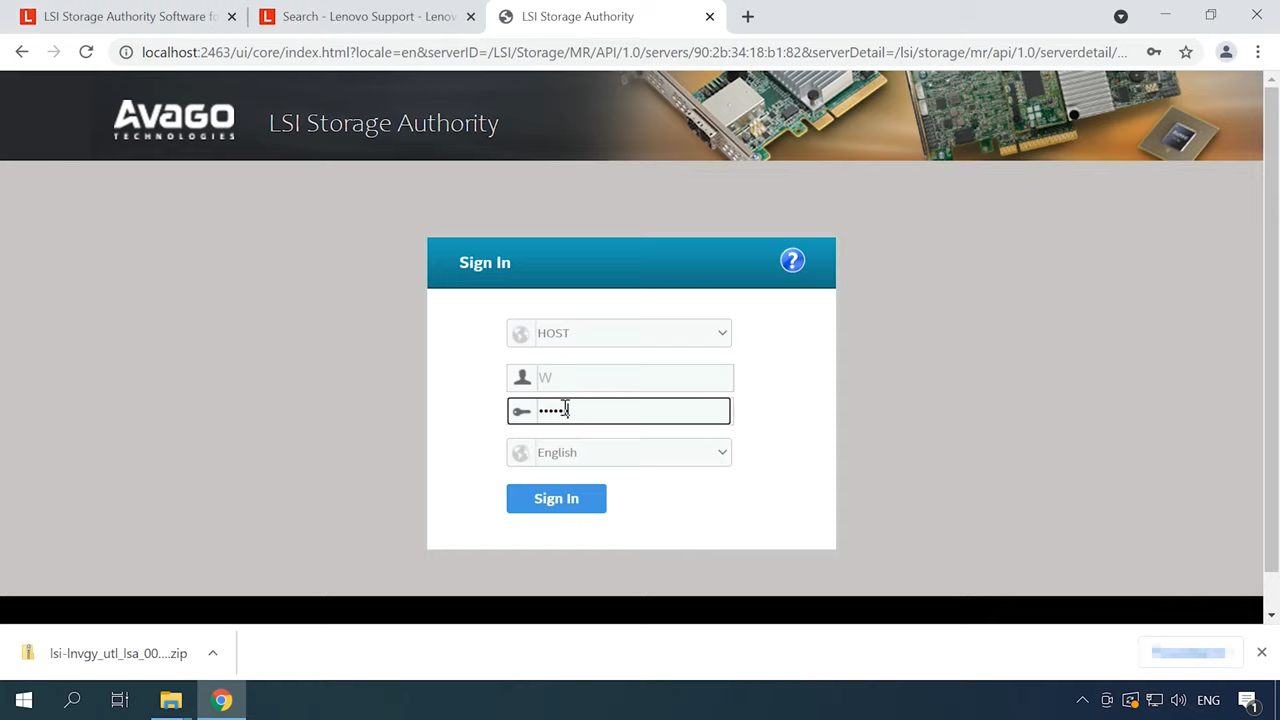 LSI Storage Authority Software fo
Search - Lenovo Support - Lenov
LSI Storage Authority
localhost:2463/ui/core/index.html?locale=en&serverID=/LSI/Storage/MR/API/1.0/servers/90:2b:34:18:b1:82&serverDetail=/lsi/storage/mr/api/1.0/serverdetail/...
AVAGO
TECHNOLOGIES
LSI Storage Authority
Sign In
?
HOST
W
•••••
English
Sign In
lsi-lnvgy_utl_lsa_00....zip
ENG
1